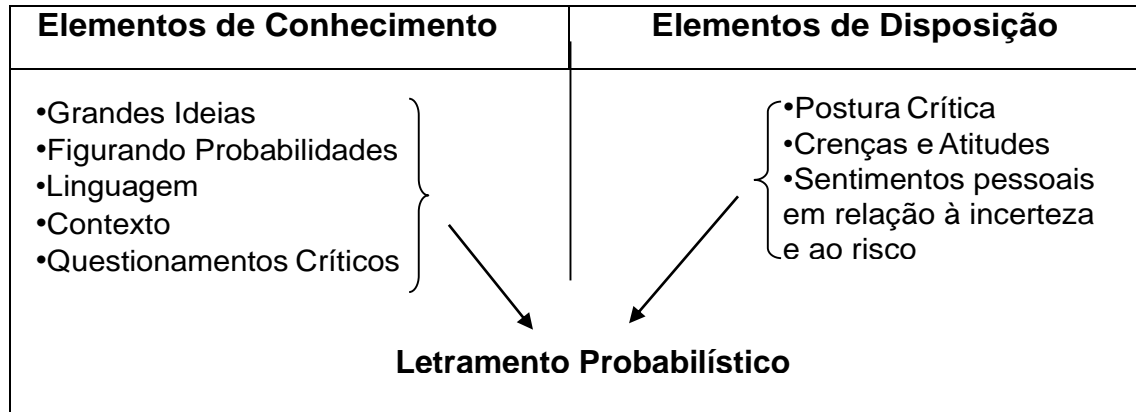 Elementos de Conhecimento
Elementos de Disposição
•Grandes Ideias
•Figurando Probabilidades
•Linguagem
•Contexto
•Questionamentos Críticos
•Postura Crítica
•Crenças e Atitudes
•Sentimentos pessoais
em relação à incerteza
e ao risco
Letramento Probabilístico